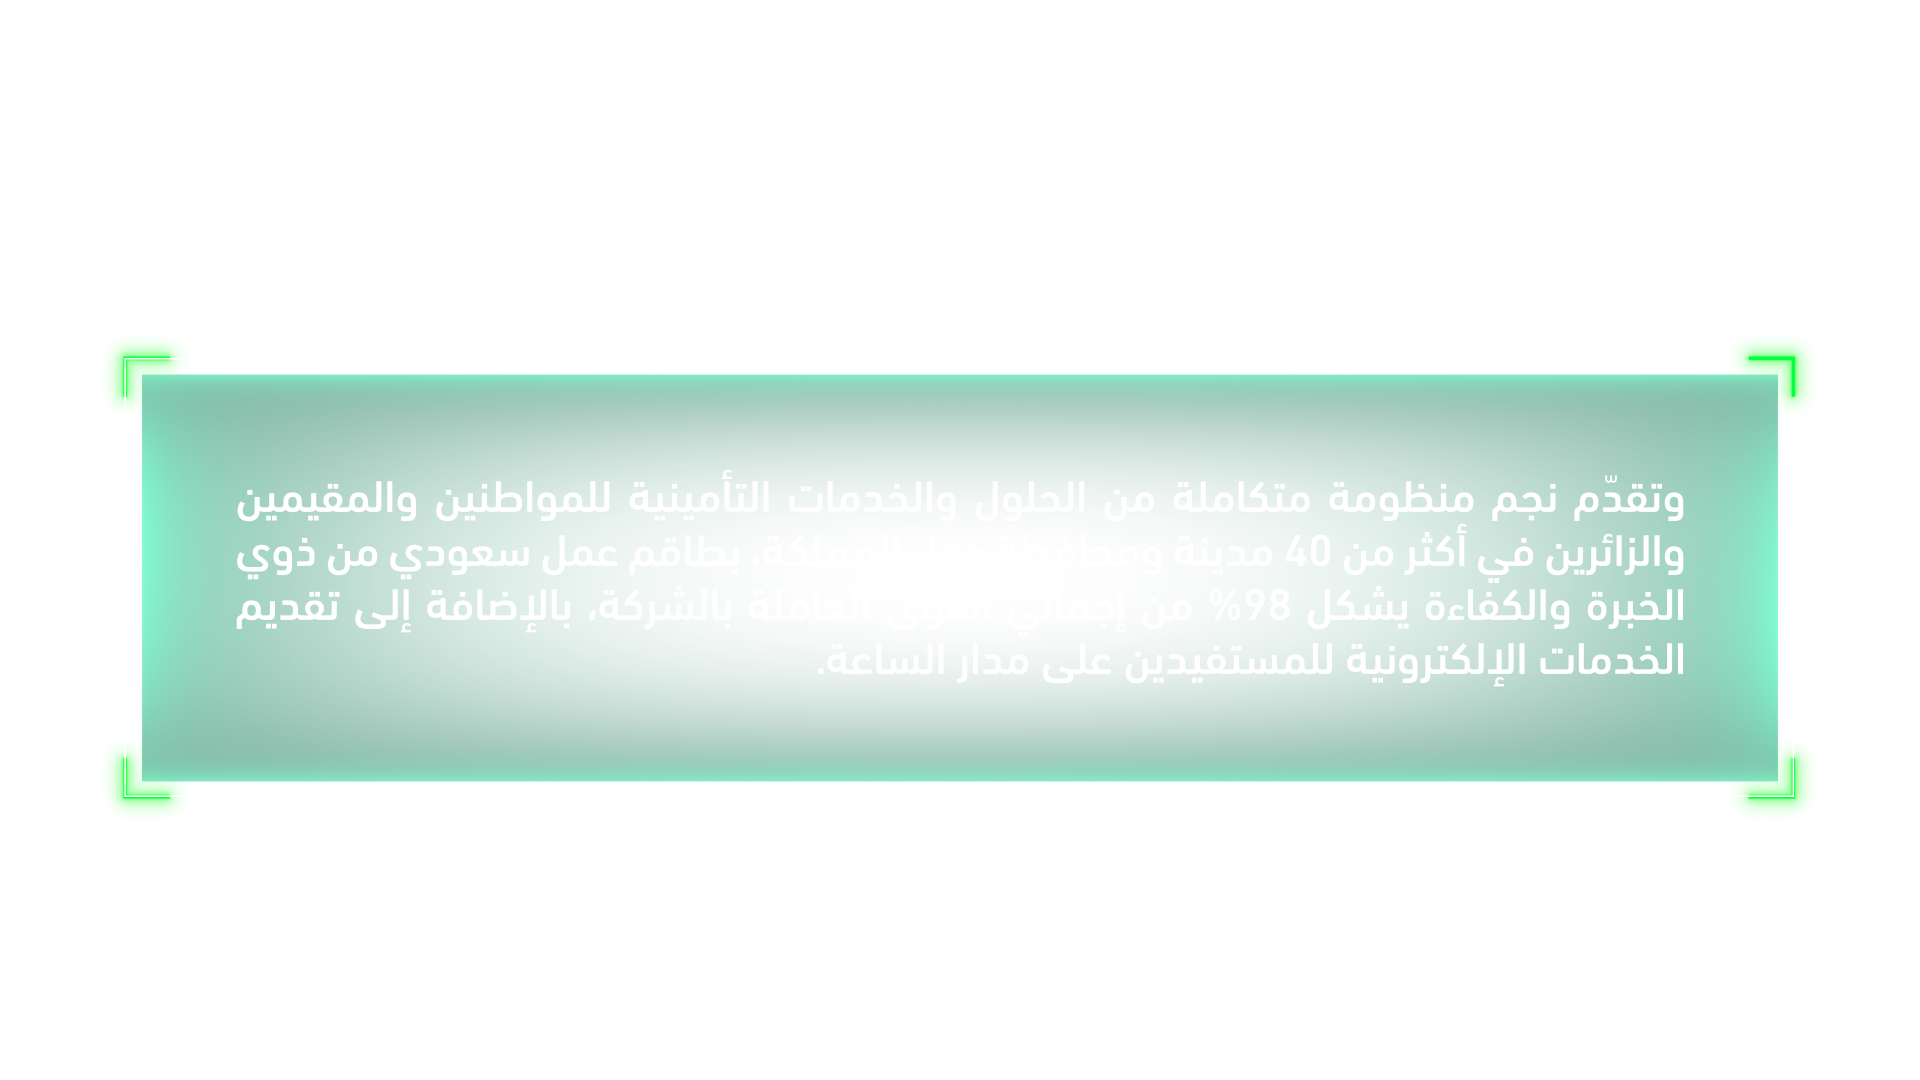 وتقدّم نجم منظومة متكاملة من الحلول والخدمات التأمينية للمواطنين والمقيمين
والزائرين في أكثر من 40 مدينة ومحافظة حول المملكة، بطاقم عمل سعودي من ذوي
الخبرة والكفاءة يشكل 98% من إجمالي القوى العاملة بالشركة، بالإضافة إلى تقديم
الخدمات الإلكترونية للمستفيدين على مدار الساعة.